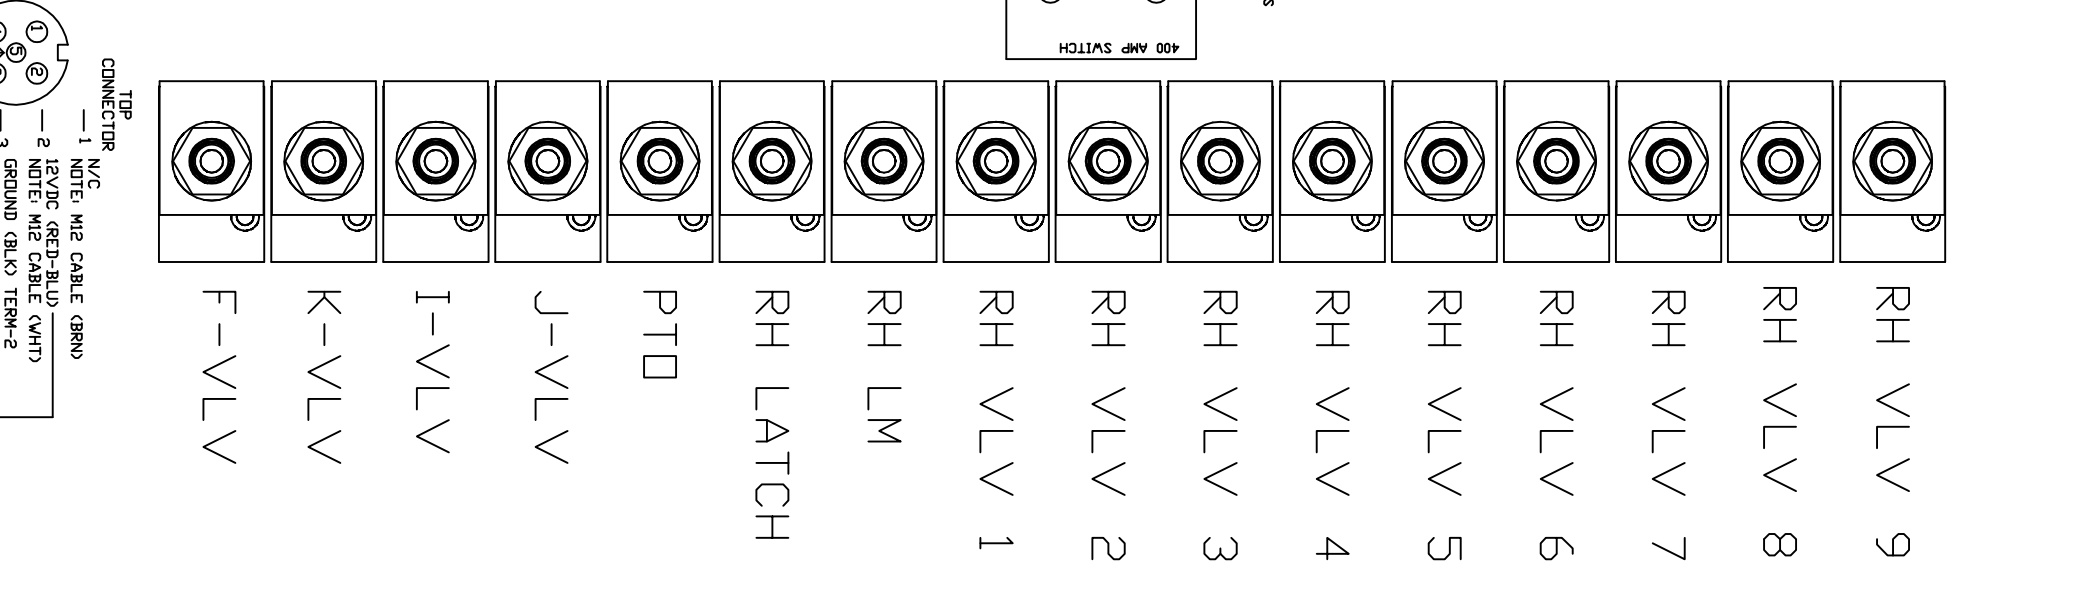 400 AMP SWITCH
S
1
5
2
TOP
CONNECTOR
1 N/C
NOTE: M12 CABLE (BRN)
2 12VDC (RED-BLU)
NOTE: M12 CABLE (WHT)
3 GROUND (BLK) TERM-2
F-VLV
K-VLV
I-VLV
J-VLV
PTO
RH LATCH
RH LM
RH VLV 1
RH VLV 2
RH VLV 3
RH VLV 4
RH VLV 5
RH VLV 6
RH VLV 7
RH VLV 8
RH VLV 9